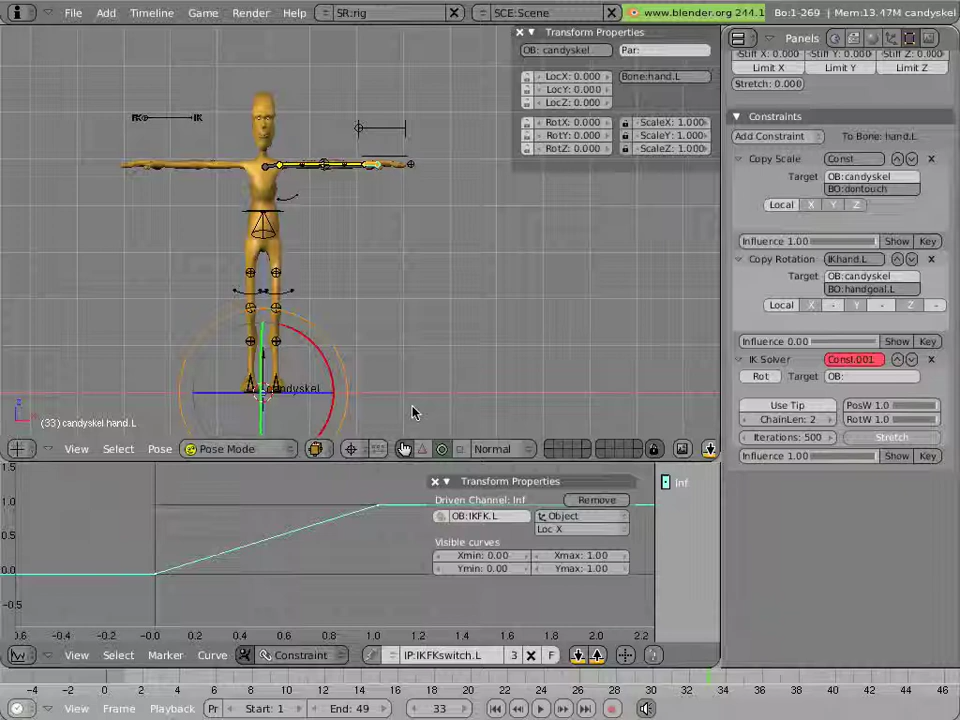 File Add Timeline Game Render Help SR:rig SCE:Scene www.blender.org 244.1 Bo:1-269 | Mem:13.47M candyskel
Transform Properties
OB: candyskel Par:
LocX: 0.000 Bone:hand.L
LocY: 0.000
LocZ: 0.000
RotX: 0.000 ScaleX: 1.000
RotY: 0.000 ScaleY: 1.000
RotZ: 0.000 ScaleZ: 1.000
FK IK
candyskel
z
(33) candyskel hand.L
View Select Pose Pose Mode Normal
Panels
Stiff X: 0.000 Stiff Y: 0.000 Stiff Z: 0.000
Limit X Limit Y Limit Z
Stretch: 0.000
Constraints
Add Constraint To Bone: hand.L
Copy Scale Const
Target OB:candyskel
BO:dontouch
Local X Y Z
Influence 1.00 Show Key
Copy Rotation IKhand.L
Target OB:candyskel
BO:handgoal.L
Local X - Y - Z -
Influence 0.00 Show Key
IK Solver Const.001
Rot Target OB:
Use Tip PosW 1.0
ChainLen: 2 RotW 1.0
Iterations: 500 Stretch
Influence 1.00 Show Key
1.5
1.0
0.5
0.0
-0.5
Transform Properties
Driven Channel: Inf Remove
OB:IKFK.L Object
Loc X
Visible curves
Xmin: 0.00 Xmax: 1.00
Ymin: 0.00 Ymax: 1.00
Inf
0.6 -0.4 -0.2 -0.0 0.2 0.4 0.6 0.8 1.0 1.2 1.4 1.6 1.8 2.0 2.2
View Select Marker Curve Constraint IP:IKFKswitch.L 3 F
-4 -2 0 2 4 6 8 10 12 14 16 18 20 22 24 26 28 30 32 34 36 38 40 42 44 46
View Frame Playback Pr Start: 1 End: 49 33